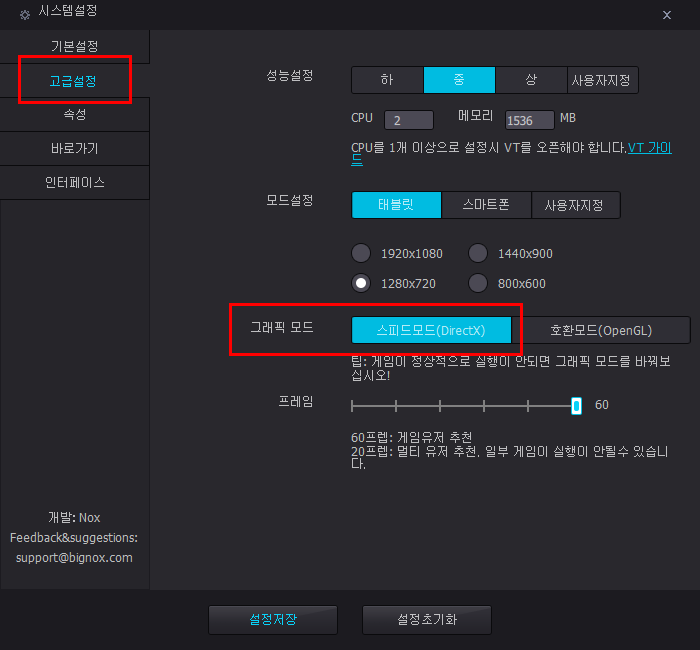 시스템설정
x
기본설정
고급설정
속성
바로가기
인터페이스
성능설정 하 중 상 사용자지정
CPU 2 메모리 1536 MB
CPU를 1개 이상으로 설정시 VT를 오픈해야 합니다.VT 가이
드
모드설정 태블릿 스마트폰 사용자지정
1920x1080 1440x900
1280x720 800x600
그래픽 모드 스피드모드(DirectX) 호환모드(OpenGL)
팁: 게임이 정상적으로 실행이 안되면 그래픽 모드를 바꿔보
십시오!
프레임 60
60프렙: 게임유저 추천
20프렙: 멀티 유저 추천, 일부 게임이 실행이 안될수 있습니
다.
개발: Nox
Feedback&suggestions:
support@bignox.com
설정저장 설정초기화